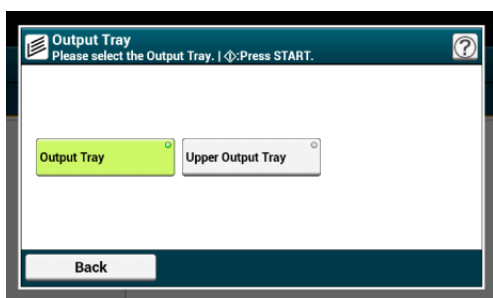 Output Tray
Please select the Output Tray. | ◇:Press START.
?
Output Tray
Upper Output Tray
Back